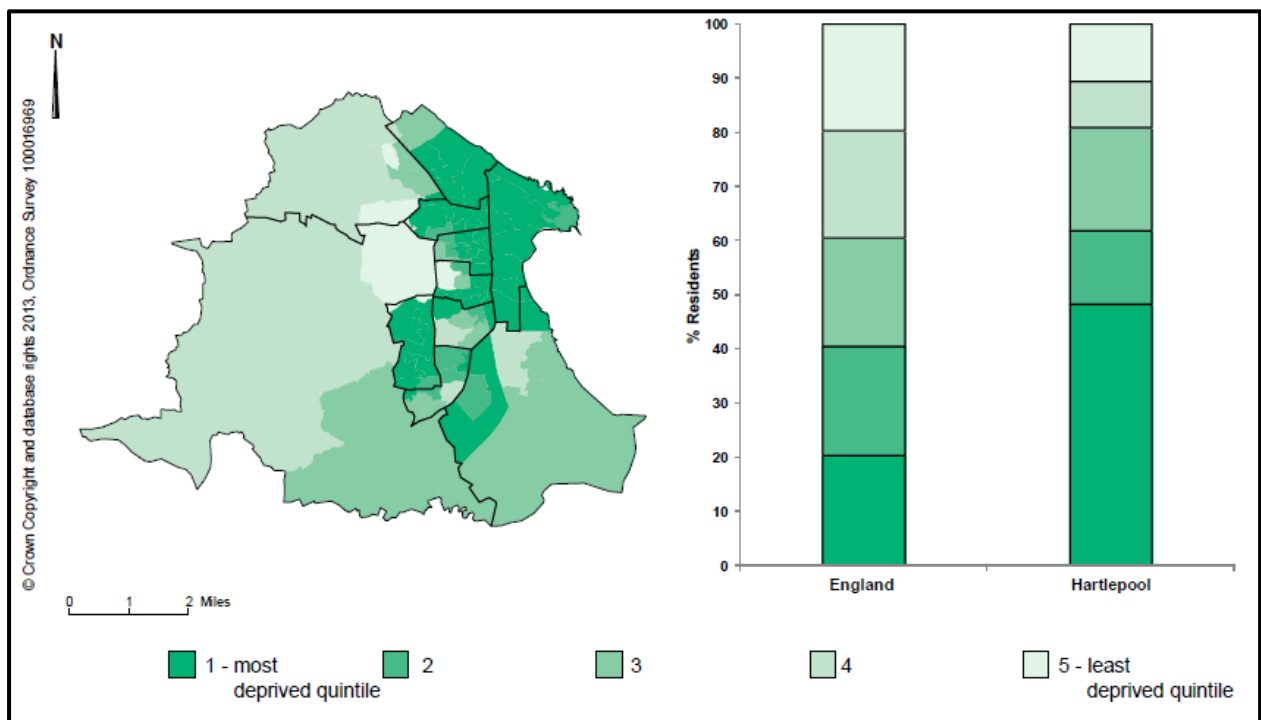 N
© Crown Copyright and database rights 2013, Ordnance Survey 100016969
0 1 2 Miles
% Residents
100
90
80
70
60
50
40
30
20
10
0
England Hartlepool
1 - most
deprived quintile
2
3
4
5 - least
deprived quintile